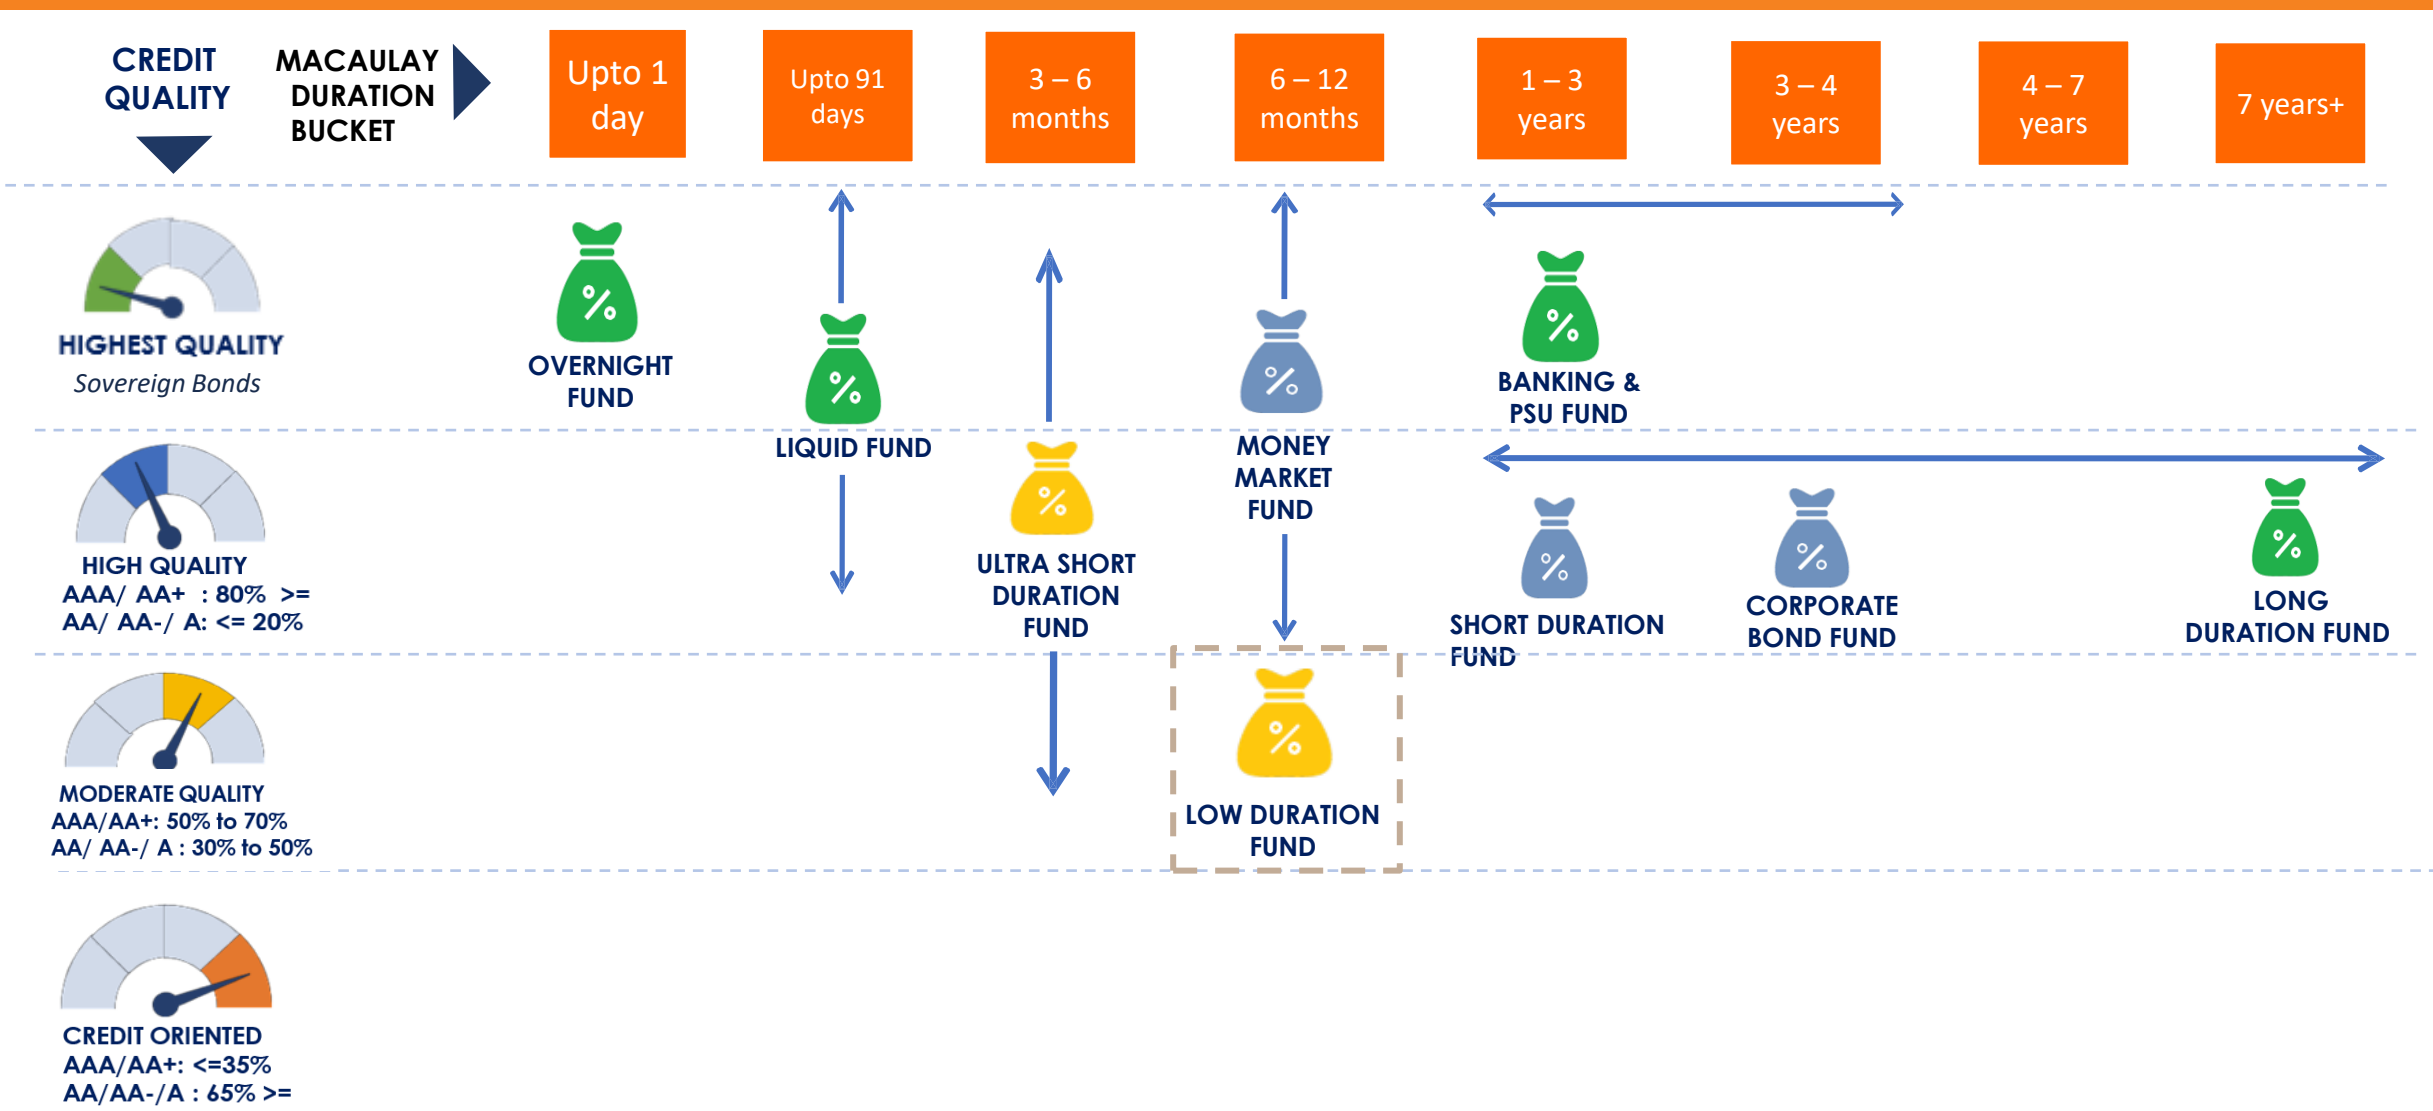 CREDIT
QUALITY
MACAULAY
DURATION
BUCKET
Upto 1
day
Upto 91
days
3 – 6
months
6 – 12
months
1 – 3
years
3 – 4
years
4 – 7
years
7 years+
HIGHEST QUALITY
Sovereign Bonds
%
OVERNIGHT
FUND
%
LIQUID FUND
%
MONEY
MARKET
FUND
%
BANKING &
PSU FUND
HIGH QUALITY
AAA/ AA+ : 80% >=
AA/ AA-/ A: <= 20%
%
ULTRA SHORT
DURATION
FUND
%
SHORT DURATION
FUND
%
CORPORATE
BOND FUND
%
LONG
DURATION FUND
MODERATE QUALITY
AAA/AA+: 50% to 70%
AA/ AA-/ A : 30% to 50%
%
LOW DURATION
FUND
CREDIT ORIENTED
AAA/AA+: <=35%
AA/AA-/A : 65% >=